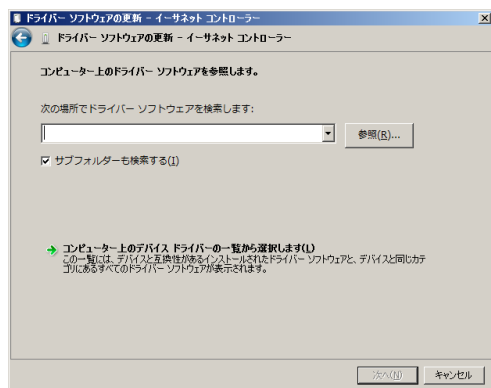 ドライバー ソフトウェアの更新 - イーサネット コントローラー
ドライバー ソフトウェアの更新 - イーサネット コントローラー
コンピューター上のドライバー ソフトウェアを参照します。
次の場所でドライバー ソフトウェアを検索します:
参照(R)...
サブフォルダーも検索する(I)
コンピューター上のデバイス ドライバーの一覧から選択します(L)
この一覧には、デバイスと互換性があるインストールされたドライバー ソフトウェアと、デバイスと同じカテ
ゴリにあるすべてのドライバー ソフトウェアが表示されます。
次へ(N)
キャンセル